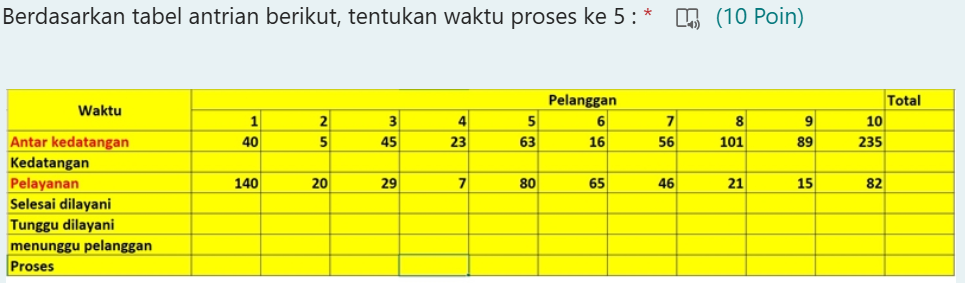 Berdasarkan tabel antrian berikut, tentukan waktu proses ke 5 : * (10 Poin)
Waktu Pelanggan Total
1 2 3 4 5 6 7 8 9 10
Antar kedatangan 40 5 45 23 63 16 56 101 89 235
Kedatangan
Pelayanan 140 20 29 7 80 65 46 21 15 82
Selesai dilayani
Tunggu dilayani
menunggu pelanggan
Proses